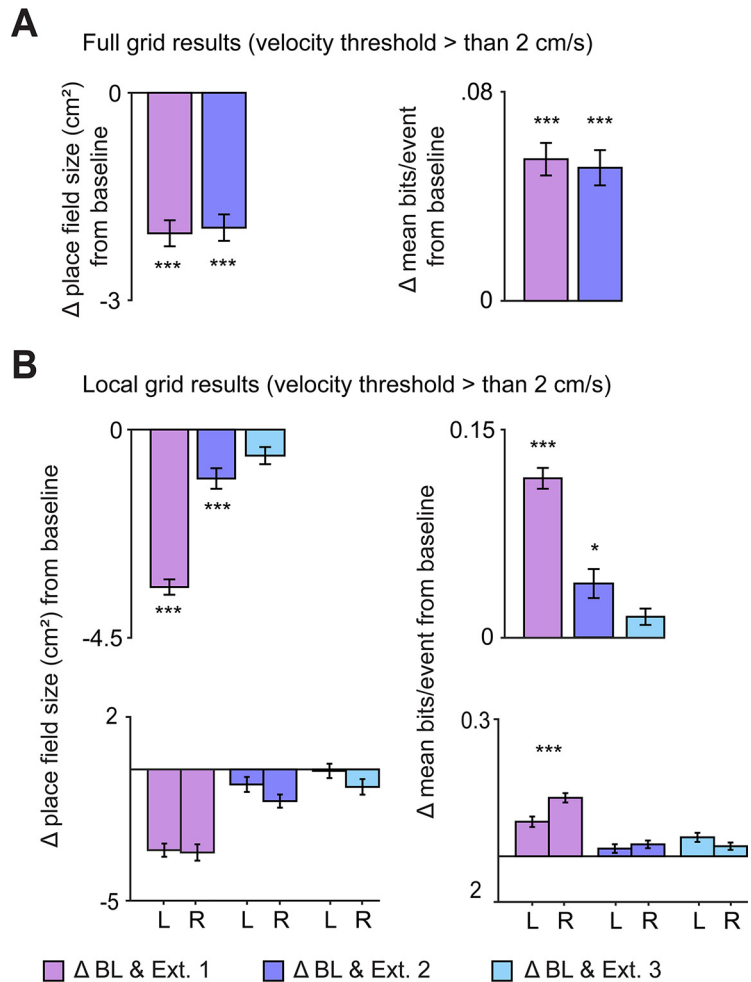 A
Full grid results (velocity threshold > than 2 cm/s)
0
-3
Δ place field size (cm²)
from baseline
*** ***
.08
0
Δ mean bits/event
from baseline
*** ***
B
Local grid results (velocity threshold > than 2 cm/s)
0
-4.5
Δ place field size (cm²) from baseline
***
***
0.15
0
Δ mean bits/event from baseline
***
*
2
-5
L R L R L R
0.3
2
***
L R L R L R
Δ BL & Ext. 1 Δ BL & Ext. 2 Δ BL & Ext. 3